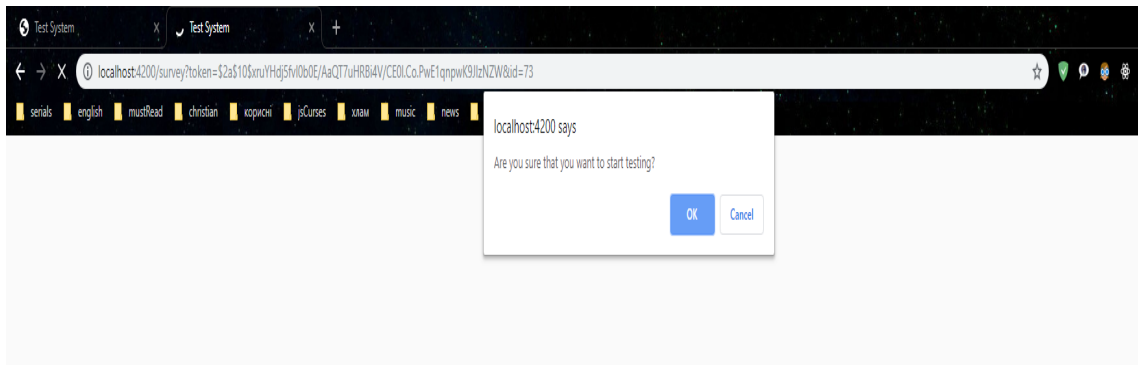 Test System X Test System X +
localhost:4200/survey?token=$2a$10$xruYHdj5fvI0b0E/AaQT7uHRBi4V/CE0I.Co.PwE1qnpwK9JIzNZW&id=73
serials english mustRead christian корисні jsCurses хлам music news
localhost:4200 says
Are you sure that you want to start testing?
OK Cancel